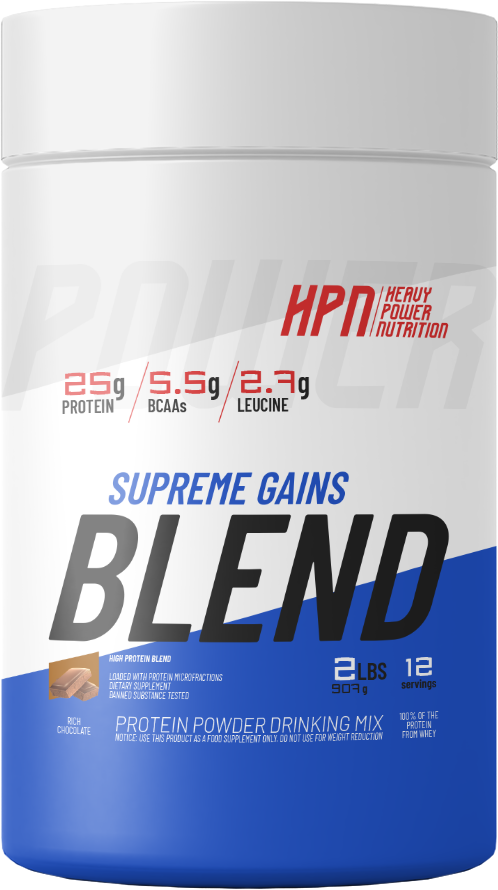 POWER
HPN
HEAVY
POWER
NUTRITION
25g
PROTEIN
5.5g
BCAAs
2.7g
LEUCINE
SUPREME GAINS
BLEND
HIGH PROTEIN BLEND
LOADED WITH PROTEIN MICROFRACTIONS
DIETARY SUPPLEMENT
BANNED SUBSTANCE TESTED
2LBS
907 g
12
servings
RICH
CHOCOLATE
PROTEIN POWDER DRINKING MIX
NOTICE: USE THIS PRODUCT AS A FOOD SUPPLEMENT ONLY. DO NOT USE FOR WEIGHT REDUCTION
100% OF THE
PROTEIN
FROM WHEY